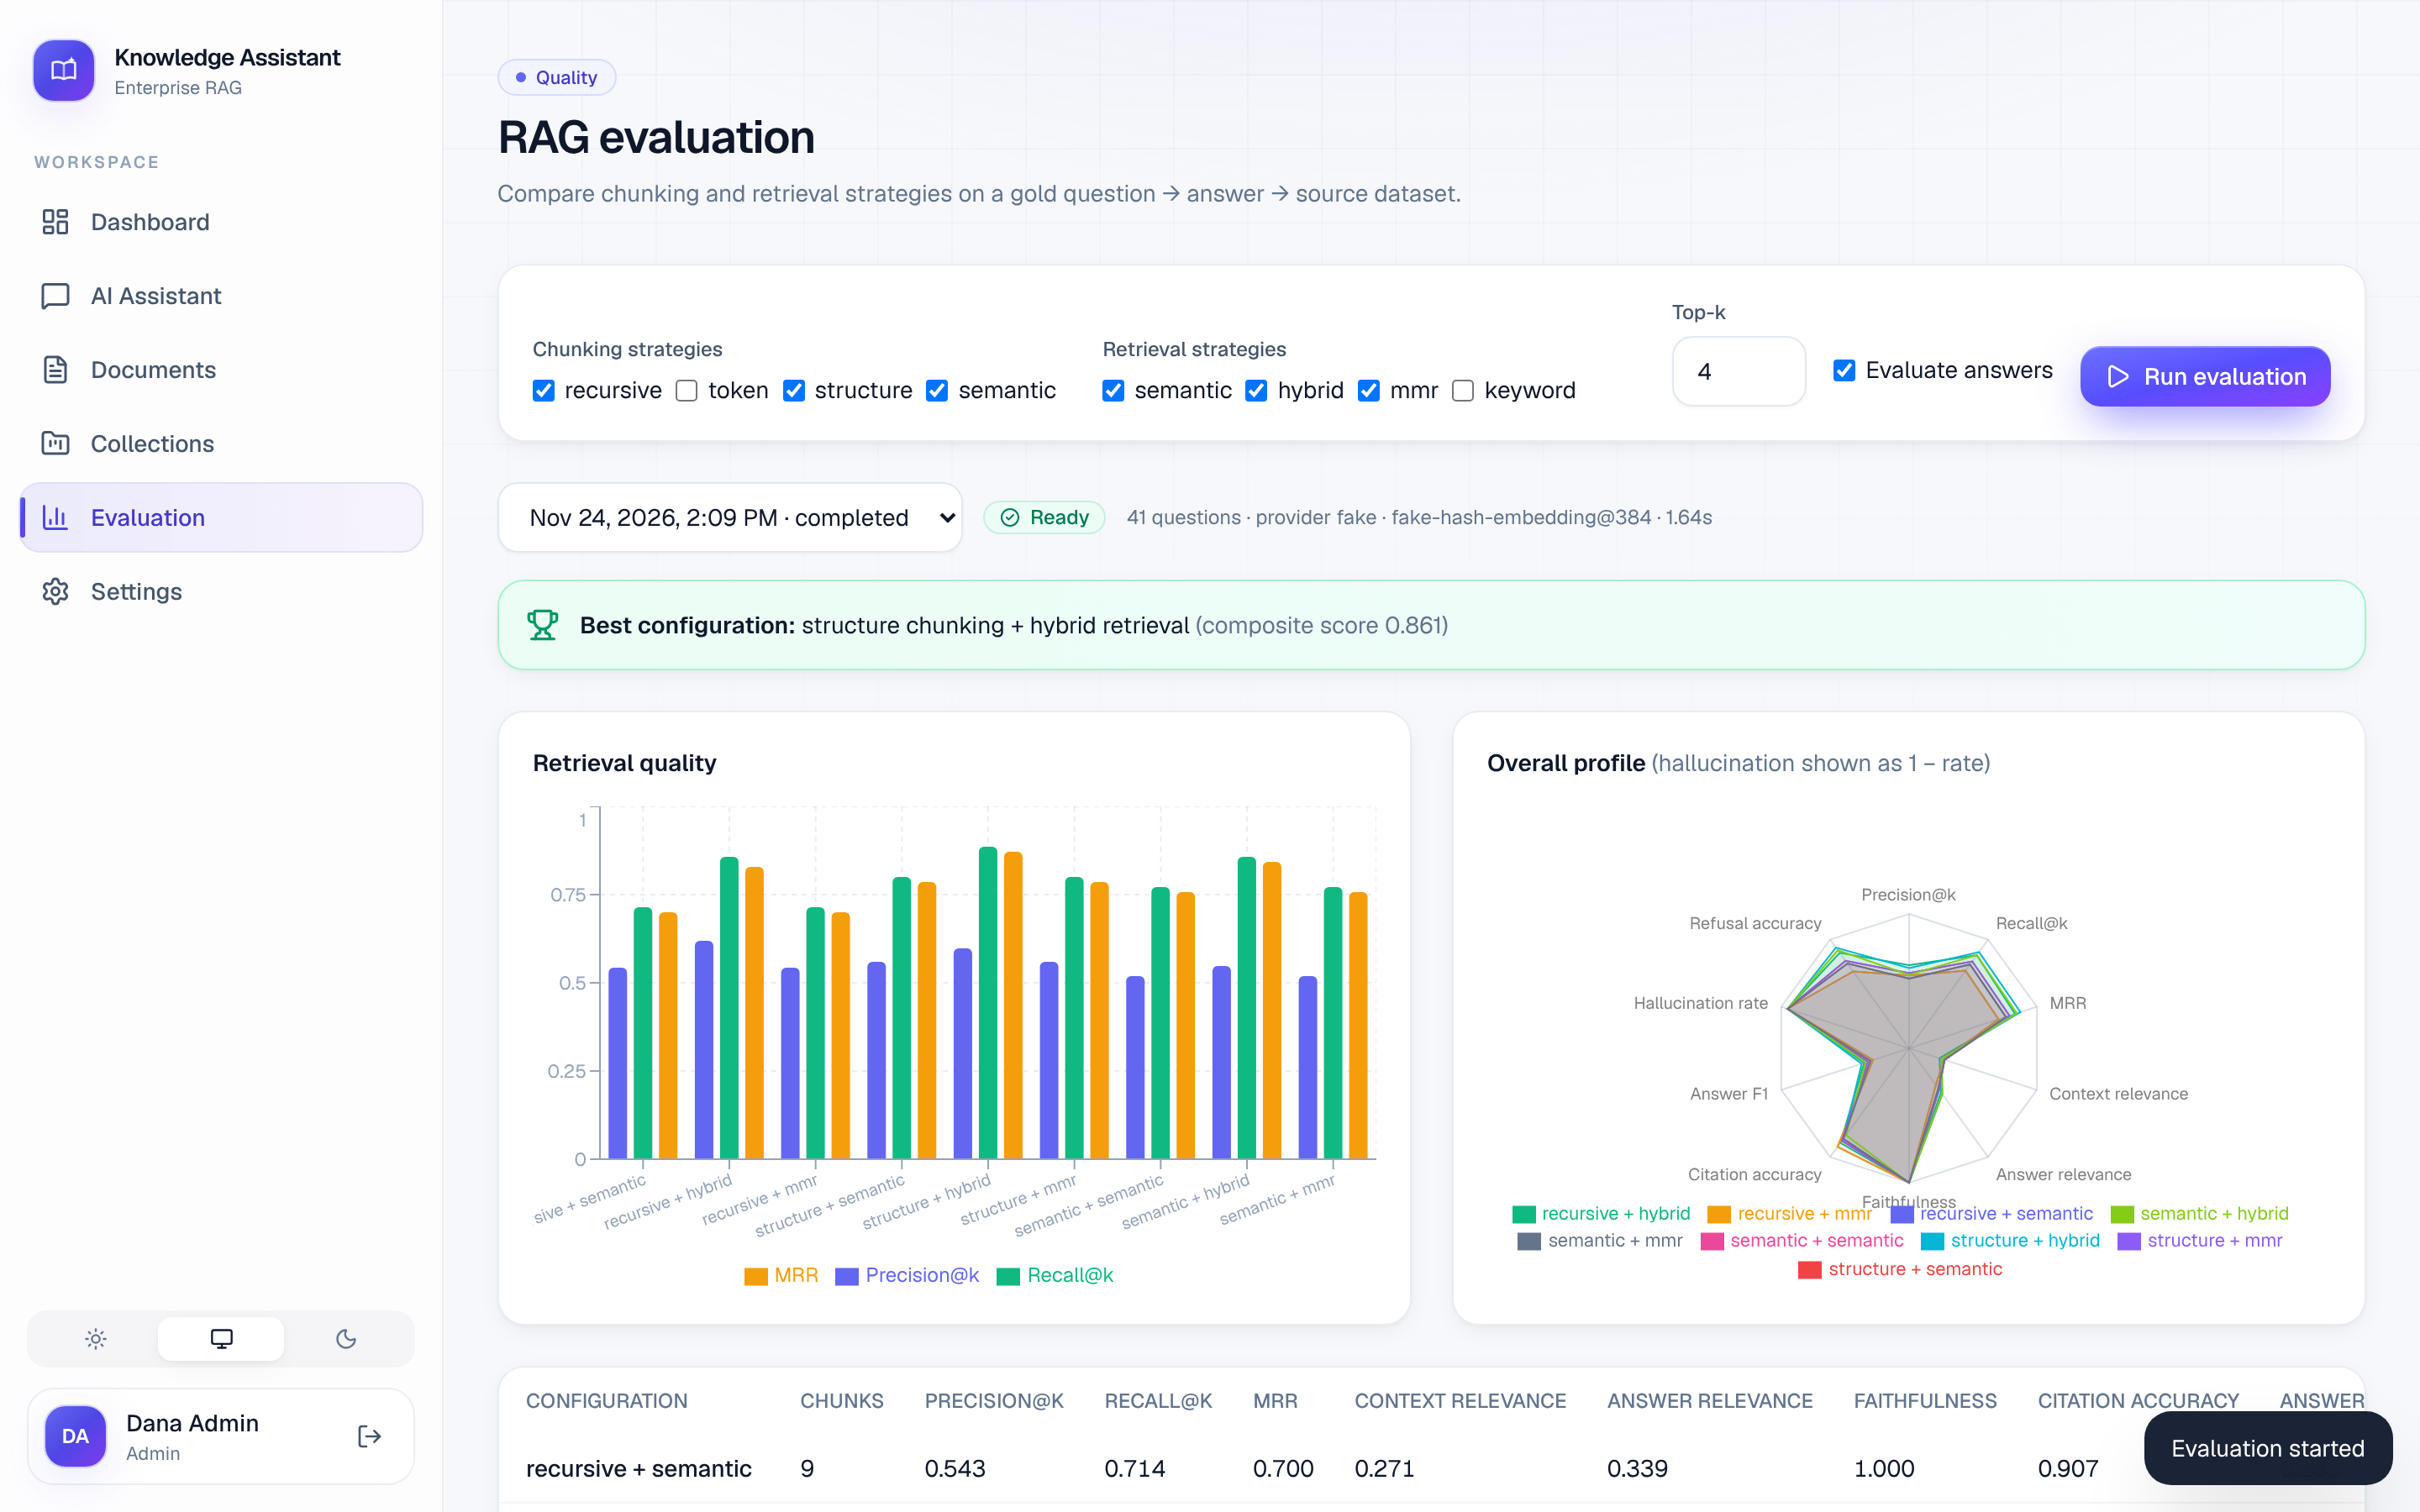 Knowledge Assistant
Enterprise RAG
WORKSPACE
Dashboard
AI Assistant
Documents
Collections
Evaluation
Settings
DA
Dana Admin
Admin
Quality
RAG evaluation
Compare chunking and retrieval strategies on a gold question → answer → source dataset.
Chunking strategies
recursive token structure semantic
Retrieval strategies
semantic hybrid mmr keyword
Top-k
4
Evaluate answers
Run evaluation
Nov 24, 2026, 2:09 PM · completed
Ready
41 questions · provider fake · fake-hash-embedding@384 · 1.64s
Best configuration: structure chunking + hybrid retrieval (composite score 0.861)
Retrieval quality
1
0.75
0.5
0.25
0
sive + semantic
recursive + hybrid
recursive + mmr
structure + semantic
structure + hybrid
structure + mmr
semantic + semantic
semantic + hybrid
semantic + mmr
MRR Precision@k Recall@k
Overall profile (hallucination shown as 1 – rate)
Precision@k
Refusal accuracy
Recall@k
Hallucination rate
MRR
Answer F1
Context relevance
Citation accuracy
Answer relevance
Faithfulness
recursive + hybrid recursive + mmr recursive + semantic semantic + hybrid
semantic + mmr semantic + semantic structure + hybrid structure + mmr
structure + semantic
CONFIGURATION CHUNKS PRECISION@K RECALL@K MRR CONTEXT RELEVANCE ANSWER RELEVANCE FAITHFULNESS CITATION ACCURACY ANSWER
recursive + semantic 9 0.543 0.714 0.700 0.271 0.339 1.000 0.907
Evaluation started